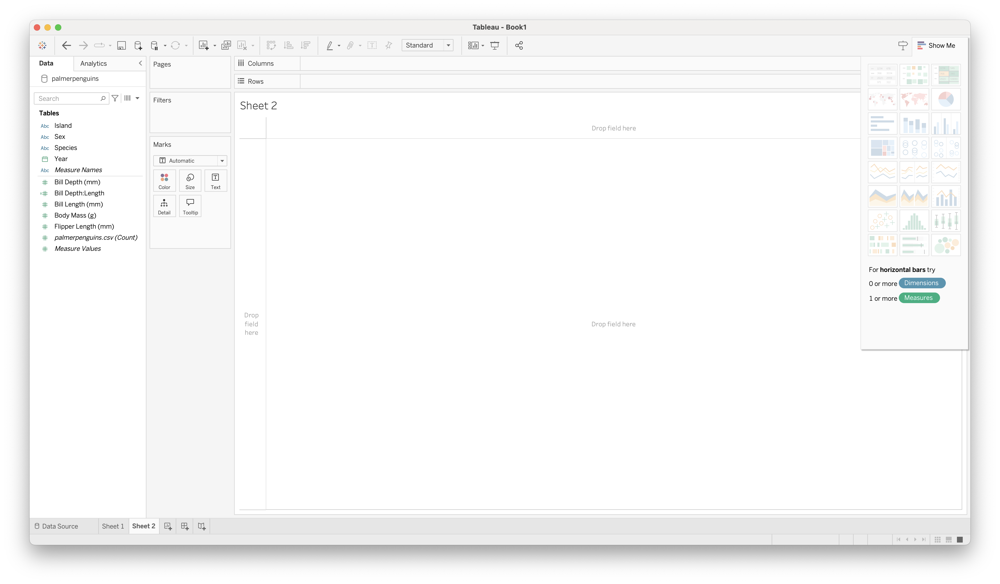 Tableau - Book1
Standard
Show Me
Data
Analytics
palmerpenguins
Search
Tables
Abc Island
Abc Sex
Abc Species
Year
Abc Measure Names
Bill Depth (mm)
Bill Depth:Length
Bill Length (mm)
Body Mass (g)
Flipper Length (mm)
palmerpenguins.csv (Count)
Measure Values
Pages
Filters
Marks
Automatic
Color
Size
Text
Detail
Tooltip
Columns
Rows
Sheet 2
Drop field here
Drop
field
here
Drop field here
For horizontal bars try
0 or more Dimensions
1 or more Measures
Data Source
Sheet 1
Sheet 2